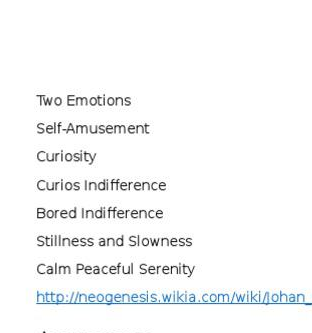 Two Emotions
Self-Amusement
Curiosity
Curios Indifference
Bored Indifference
Stillness and Slowness
Calm Peaceful Serenity
http://neogenesis.wikia.com/wiki/Johan_